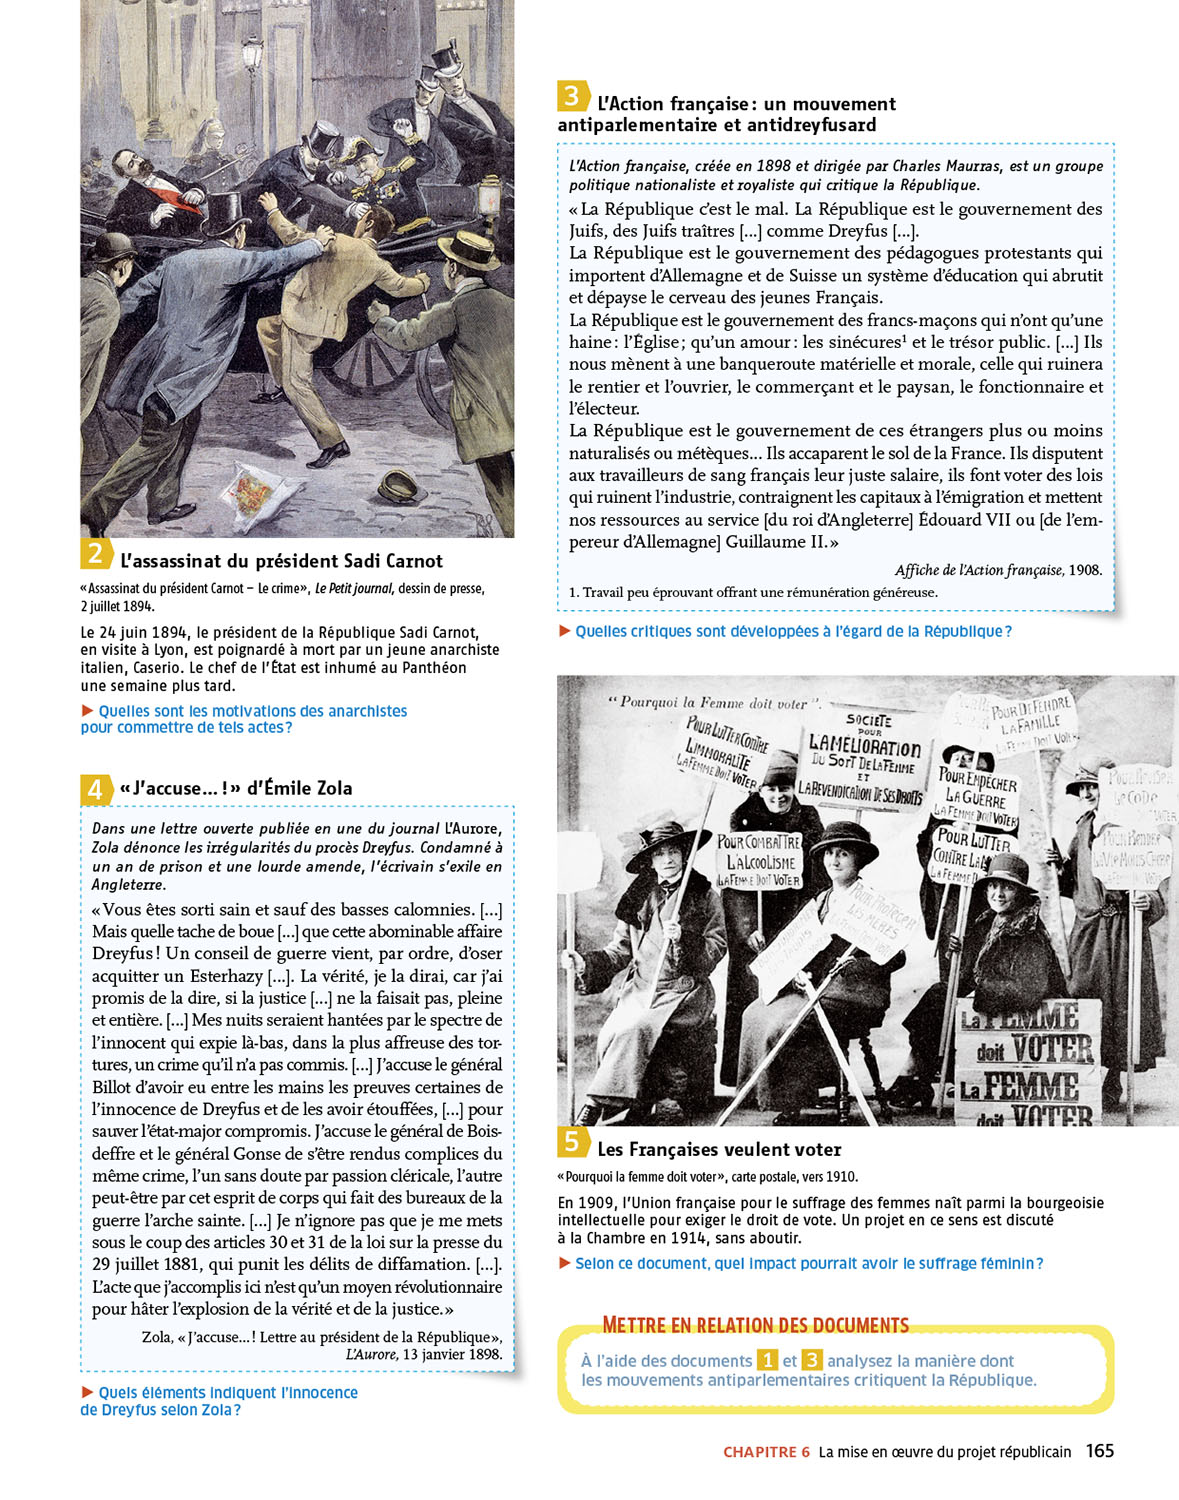 2 L'assassinat du président Sadi Carnot
« Assassinat du président Carnot – Le crime », Le Petit journal, dessin de presse,
2 juillet 1894.
Le 24 juin 1894, le président de la République Sadi Carnot,
en visite à Lyon, est poignardé à mort par un jeune anarchiste
italien, Caserio. Le chef de l'État est inhumé au Panthéon
une semaine plus tard.
▶ Quelles sont les motivations des anarchistes
pour commettre de tels actes ?
4 « J'accuse… ! » d'Émile Zola
Dans une lettre ouverte publiée en une du journal L'Aurore,
Zola dénonce les irrégularités du procès Dreyfus. Condamné à
un an de prison et une lourde amende, l'écrivain s'exile en
Angleterre.
« Vous êtes sorti sain et sauf des basses calomnies. [...]
Mais quelle tache de boue [...] que cette abominable affaire
Dreyfus ! Un conseil de guerre vient, par ordre, d'oser
acquitter un Esterhazy [...]. La vérité, je la dirai, car j'ai
promis de la dire, si la justice [...] ne la faisait pas, pleine
et entière. [...] Mes nuits seraient hantées par le spectre de
l'innocent qui expie là-bas, dans la plus affreuse des tor-
tures, un crime qu'il n'a pas commis. [...] J'accuse le général
Billot d'avoir eu entre les mains les preuves certaines de
l'innocence de Dreyfus et de les avoir étouffées, [...] pour
sauver l'état-major compromis. J'accuse le général de Bois-
deffre et le général Gonse de s'être rendus complices du
même crime, l'un sans doute par passion cléricale, l'autre
peut-être par cet esprit de corps qui fait des bureaux de la
guerre l'arche sainte. [...] Je n'ignore pas que je me mets
sous le coup des articles 30 et 31 de la loi sur la presse du
29 juillet 1881, qui punit les délits de diffamation. [...].
L'acte que j'accomplis ici n'est qu'un moyen révolutionnaire
pour hâter l'explosion de la vérité et de la justice. »
Zola, « J'accuse…! Lettre au président de la République »,
L'Aurore, 13 janvier 1898.
▶ Quels éléments indiquent l'innocence
de Dreyfus selon Zola ?
3 L'Action française : un mouvement
antiparlementaire et antidreyfusard
L'Action française, créée en 1898 et dirigée par Charles Maurras, est un groupe
politique nationaliste et royaliste qui critique la République.
« La République c'est le mal. La République est le gouvernement des
Juifs, des Juifs traîtres [...] comme Dreyfus [...].
La République est le gouvernement des pédagogues protestants qui
importent d'Allemagne et de Suisse un système d'éducation qui abrutit
et dépayse le cerveau des jeunes Français.
La République est le gouvernement des francs-maçons qui n'ont qu'une
haine : l'Église ; qu'un amour : les sinécures¹ et le trésor public. [...] Ils
nous mènent à une banqueroute matérielle et morale, celle qui ruinera
le rentier et l'ouvrier, le commerçant et le paysan, le fonctionnaire et
l'électeur.
La République est le gouvernement de ces étrangers plus ou moins
naturalisés ou métèques… Ils accaparent le sol de la France. Ils disputent
aux travailleurs de sang français leur juste salaire, ils font voter des lois
qui ruinent l'industrie, contraignent les capitaux à l'émigration et mettent
nos ressources au service [du roi d'Angleterre] Édouard VII ou [de l'em-
pereur d'Allemagne] Guillaume II. »
Affiche de l'Action française, 1908.
1. Travail peu éprouvant offrant une rémunération généreuse.
▶ Quelles critiques sont développées à l'égard de la République ?
" Pourquoi la Femme doit voter ".
POUR LUTTER CONTRE
L'IMMORALITÉ
LA FEMME DOIT VOTER
SOCIETE
POUR
L'AMÉLIORATION
DU SORT DE LA FEMME
ET
LA REVENDICATION DE SES DROITS
POUR DEFENDRE
LA FAMILLE
LA FEMME DOIT VOTER
POUR EMPÊCHER
LA GUERRE
LA FEMME DOIT VOTER
POUR REVISER
LE CODE
POUR COMBATTRE
L'ALCOOLISME
LA FEMME DOIT VOTER
POUR LUTTER
CONTRE LA
LA FEMME D
POUR RENDRE
LA VIE MOINS CHERE
POUR PROTEGER
LES MÈRES
LA FEMME
doit VOTER
LA FEMME
doit VOTER
5 Les Françaises veulent voter
« Pourquoi la femme doit voter », carte postale, vers 1910.
En 1909, l'Union française pour le suffrage des femmes naît parmi la bourgeoisie
intellectuelle pour exiger le droit de vote. Un projet en ce sens est discuté
à la Chambre en 1914, sans aboutir.
▶ Selon ce document, quel impact pourrait avoir le suffrage féminin ?
METTRE EN RELATION DES DOCUMENTS
À l'aide des documents 1 et 3 analysez la manière dont
les mouvements antiparlementaires critiquent la République.
CHAPITRE 6 La mise en œuvre du projet républicain 165